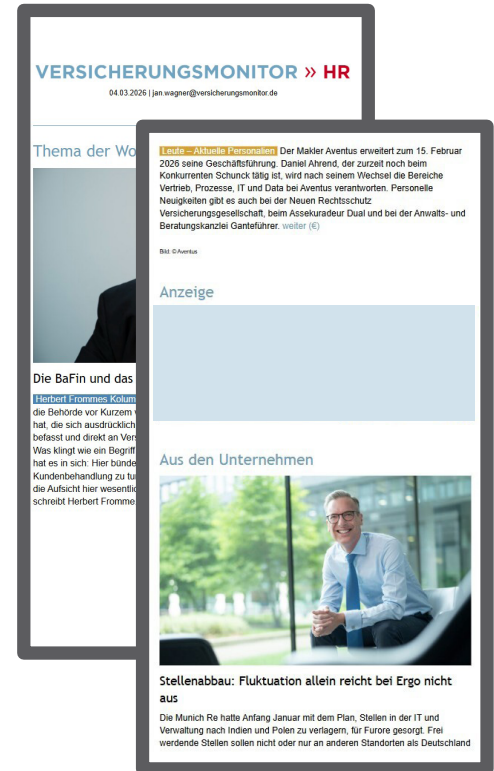 VERSICHERUNGSMONITOR » HR
04.03.2026 | jan.wagner@versicherungsmonitor.de
Thema der Wo
Die BaFin und das
Herbert Frommes Kolum
die Behörde vor Kurzem
hat, die sich ausdrücklich
befasst und direkt an Vers
Was klingt wie ein Begriff
hat es in sich: Hier bünde
Kundenbehandlung zu tu
die Aufsicht hier wesentlic
schreibt Herbert Fromme
Leute – Aktuelle Personalien Der Makler Aventus erweitert zum 15. Februar
2026 seine Geschäftsführung. Daniel Ahrend, der zurzeit noch beim
Konkurrenten Schunck tätig ist, wird nach seinem Wechsel die Bereiche
Vertrieb, Prozesse, IT und Data bei Aventus verantworten. Personelle
Neuigkeiten gibt es auch bei der Neuen Rechtsschutz
Versicherungsgesellschaft, beim Assekuradeur Dual und bei der Anwalts- und
Beratungskanzlei Ganteführer. weiter (€)
Bild: © Aventus
Anzeige
Aus den Unternehmen
Stellenabbau: Fluktuation allein reicht bei Ergo nicht
aus
Die Munich Re hatte Anfang Januar mit dem Plan, Stellen in der IT und
Verwaltung nach Indien und Polen zu verlagern, für Furore gesorgt. Frei
werdende Stellen sollen nicht oder nur an anderen Standorten als Deutschland